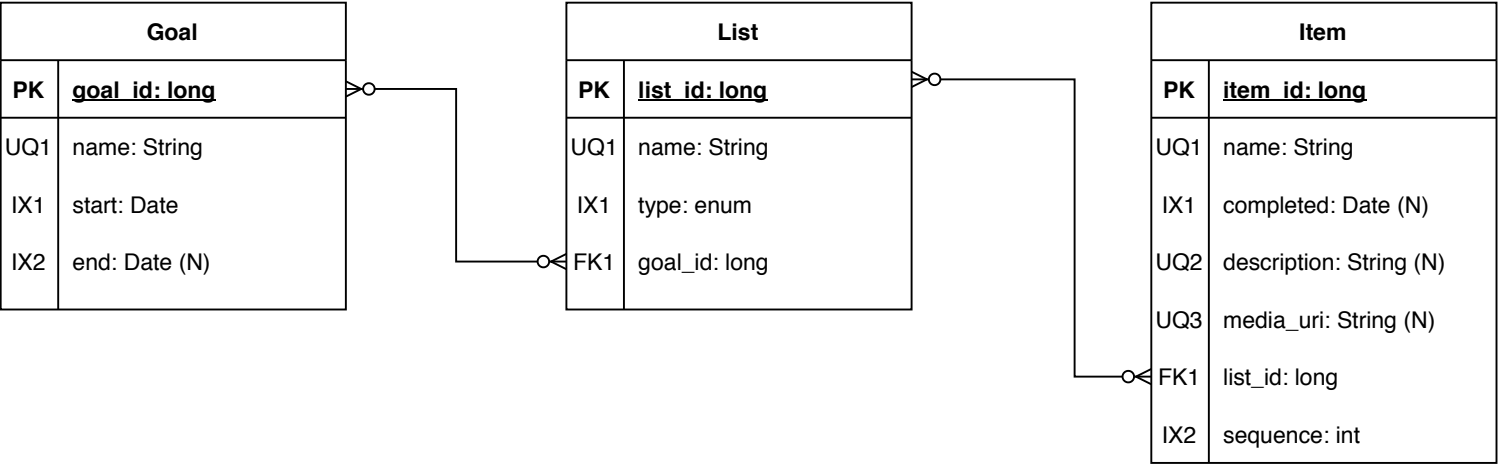 Goal
PK goal_id: long
UQ1 name: String
IX1 start: Date
IX2 end: Date (N)
List
PK list_id: long
UQ1 name: String
IX1 type: enum
FK1 goal_id: long
Item
PK item_id: long
UQ1 name: String
IX1 completed: Date (N)
UQ2 description: String (N)
UQ3 media_uri: String (N)
FK1 list_id: long
IX2 sequence: int